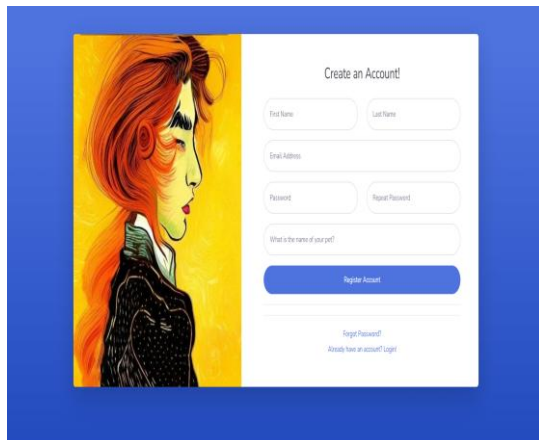 Create an Account!
First Name Last Name
Email Address
Password Repeat Password
What is the name of your pet?
Register Account
Forgot Password?
Already have an account? Login!